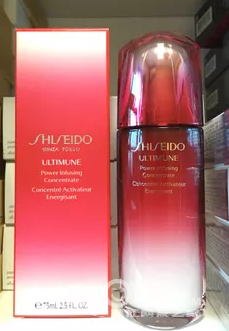 SHISEIDO
GINZA TOKYO
ULTIMUNE
Power Infusing
Concentrate
Concentré Activateur
Energisant
℮ 75mL 2.5 FL.OZ.
SHISEIDO
ULTIMUNE
Power Infusing
Concentrate
Concentré Activateur
Energisant